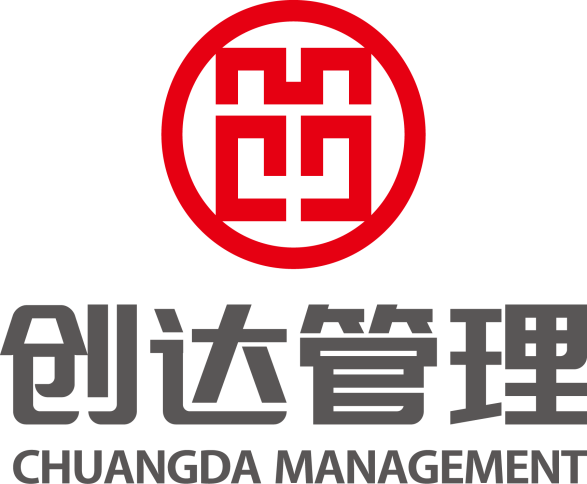 创达管理
CHUANGDA MANAGEMENT